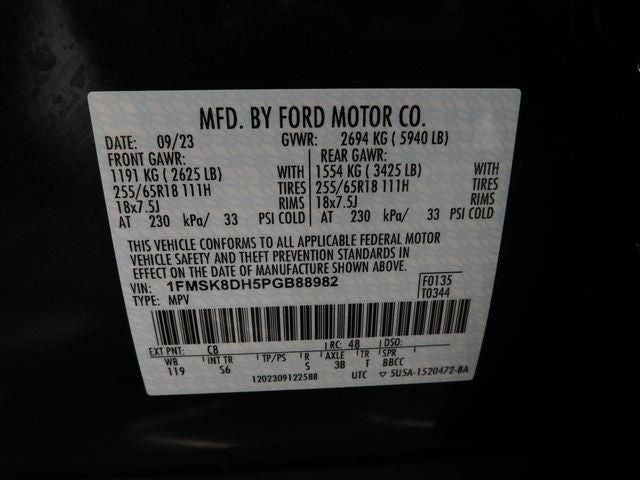 MFD. BY FORD MOTOR CO.
DATE: 09/23 GVWR: 2694 KG ( 5940 LB)
FRONT GAWR: REAR GAWR:
1191 KG ( 2625 LB) WITH 1554 KG ( 3425 LB) WITH
255/65R18 111H TIRES 255/65R18 111H TIRES
18x7.5J RIMS 18x7.5J RIMS
AT 230 kPa/ 33 PSI COLD AT 230 kPa/ 33 PSI COLD
THIS VEHICLE CONFORMS TO ALL APPLICABLE FEDERAL MOTOR
VEHICLE SAFETY AND THEFT PREVENTION STANDARDS IN
EFFECT ON THE DATE OF MANUFACTURE SHOWN ABOVE.
VIN: 1FMSK8DH5PGB88982 F0135
TYPE: MPV T0344
EXT PNT: C8 RC: 48 DSO:
WB INT TR TP/PS R AXLE TR SPR
119 S6 S 3B T BBCC
1202309122588 UTC ▽ 5U5A-1520472-BA